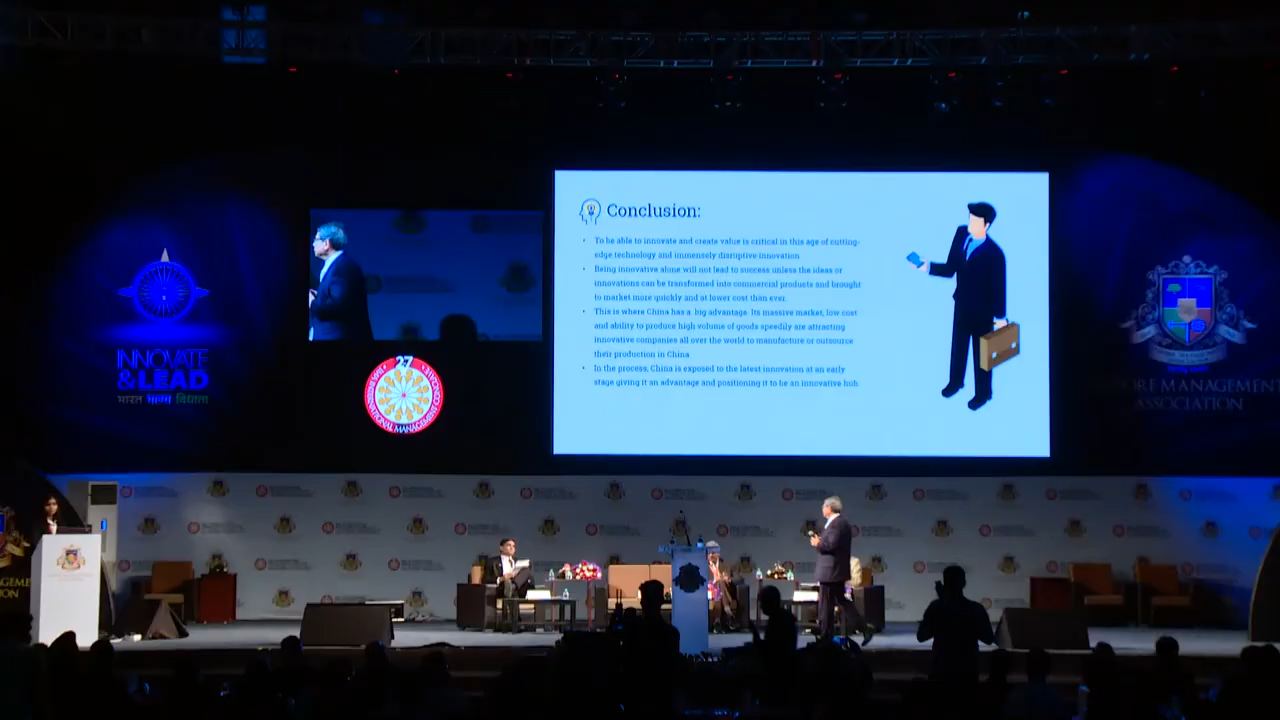 Conclusion:
To be able to innovate and create value is critical in this age of cutting-
edge technology and immensely disruptive innovation
Being innovative alone will not lead to success unless the ideas or
innovations can be transformed into commercial products and brought
to market more quickly and at lower cost than ever.
This is where China has a big advantage. Its massive market, low cost
and ability to produce high volume of goods speedily are attracting
innovative companies all over the world to manufacture or outsource
their production in China
In the process, China is exposed to the latest innovation at an early
stage giving it an advantage and positioning it to be an innovative hub.
INNOVATE
&LEAD
भारत भाग्य विधाता
27
INTERNATIONAL MANAGEMENT
ORE MANAGEMENT
ASSOCIATION